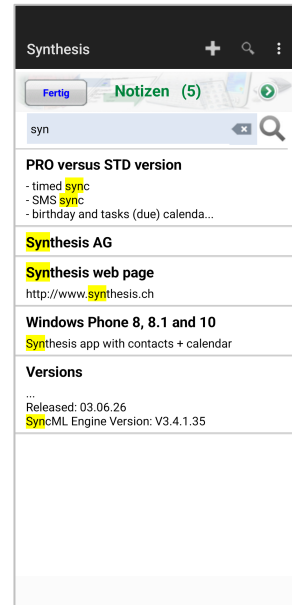 Synthesis
Fertig
Notizen (5)
syn
PRO versus STD version
- timed sync
- SMS sync
- birthday and tasks (due) calenda...
Synthesis AG
Synthesis web page
http://www.synthesis.ch
Windows Phone 8, 8.1 and 10
Synthesis app with contacts + calendar
Versions
...
Released: 03.06.26
SyncML Engine Version: V3.4.1.35